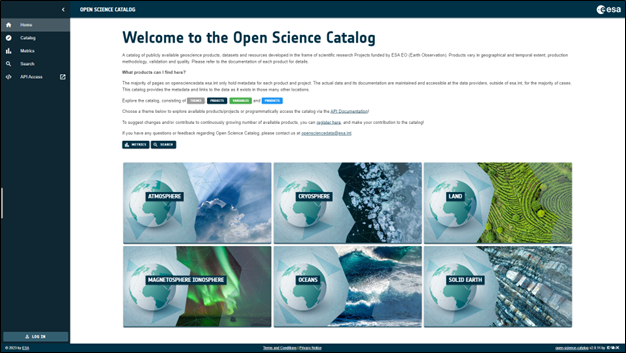 OPEN SCIENCE CATALOG
esa
Home
Catalog
Metrics
Search
API Access
Welcome to the Open Science Catalog
A catalog of publicly available geoscience products, datasets and resources developed in the frame of scientific research Projects funded by ESA EO (Earth Observation). Products vary in geographical and temporal extent, production
methodology, validation and quality. Please refer to the documentation of each product for details.
What products can I find here?
The majority of pages on opensciencedata.esa.int only hold metadata for each product and project. The actual data and its documentation are maintained and accessible at the data providers, outside of esa.int, for the majority of cases.
This catalog provides the metadata and links to the data as it exists in those many other locations.
Explore the catalog, consisting of THEMES PROJECTS VARIABLES and PRODUCTS
Choose a theme below to explore available products/projects or programmatically access the catalog via the API Documentation!
To suggest changes and/or contribute to continuously growing number of available products, you can register here, and make your contribution to the catalog!
If you have any questions or feedback regarding Open Science Catalog, please contact us at opensciencedata@esa.int
METRICS SEARCH
ATMOSPHERE
CRYOSPHERE
LAND
MAGNETOSPHERE IONOSPHERE
OCEANS
SOLID EARTH
LOG IN
© 2023 by ESA
Terms and Conditions | Privacy Notice
open-science-catalog
by EOX